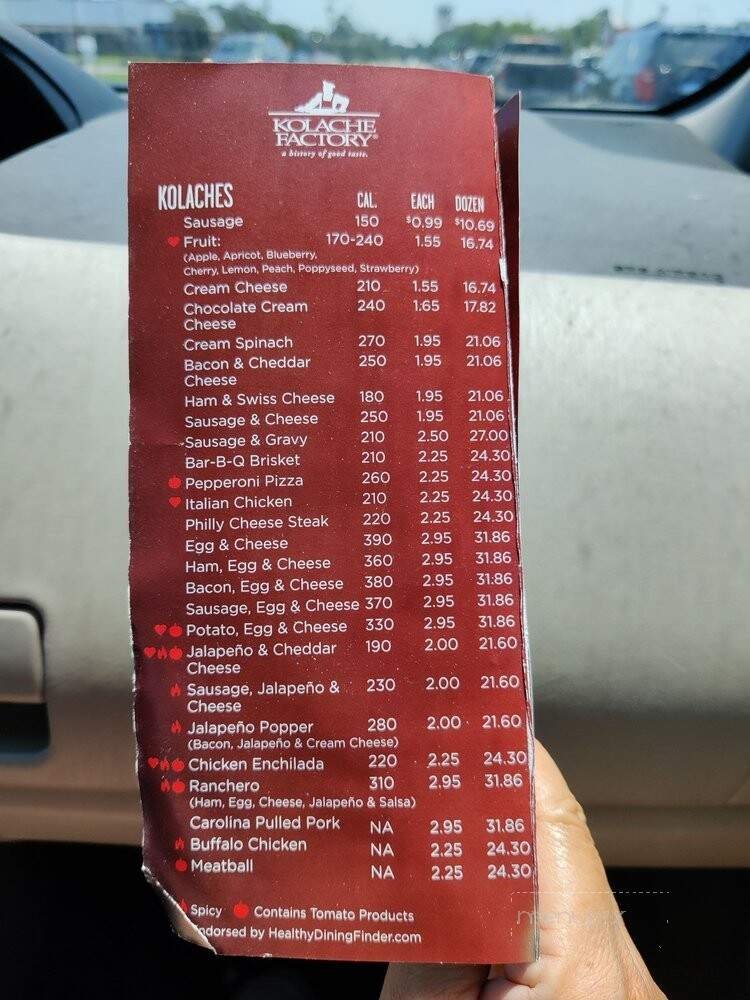 KOLACHE
FACTORY®
a history of good taste.
KOLACHES CAL. EACH DOZEN
Sausage 150 $0.99 $10.69
Fruit: 170-240 1.55 16.74
(Apple, Apricot, Blueberry,
Cherry, Lemon, Peach, Poppyseed, Strawberry)
Cream Cheese 210 1.55 16.74
Chocolate Cream 240 1.65 17.82
Cheese
Cream Spinach 270 1.95 21.06
Bacon & Cheddar 250 1.95 21.06
Cheese
Ham & Swiss Cheese 180 1.95 21.06
Sausage & Cheese 250 1.95 21.06
Sausage & Gravy 210 2.50 27.00
Bar-B-Q Brisket 210 2.25 24.30
Pepperoni Pizza 260 2.25 24.30
Italian Chicken 210 2.25 24.30
Philly Cheese Steak 220 2.25 24.30
Egg & Cheese 390 2.95 31.86
Ham, Egg & Cheese 360 2.95 31.86
Bacon, Egg & Cheese 380 2.95 31.86
Sausage, Egg & Cheese 370 2.95 31.86
Potato, Egg & Cheese 330 2.95 31.86
Jalapeño & Cheddar 190 2.00 21.60
Cheese
Sausage, Jalapeño & 230 2.00 21.60
Cheese
Jalapeño Popper 280 2.00 21.60
(Bacon, Jalapeño & Cream Cheese)
Chicken Enchilada 220 2.25 24.30
Ranchero 310 2.95 31.86
(Ham, Egg, Cheese, Jalapeño & Salsa)
Carolina Pulled Pork NA 2.95 31.86
Buffalo Chicken NA 2.25 24.30
Meatball NA 2.25 24.30
Spicy Contains Tomato Products
ndorsed by HealthyDiningFinder.com